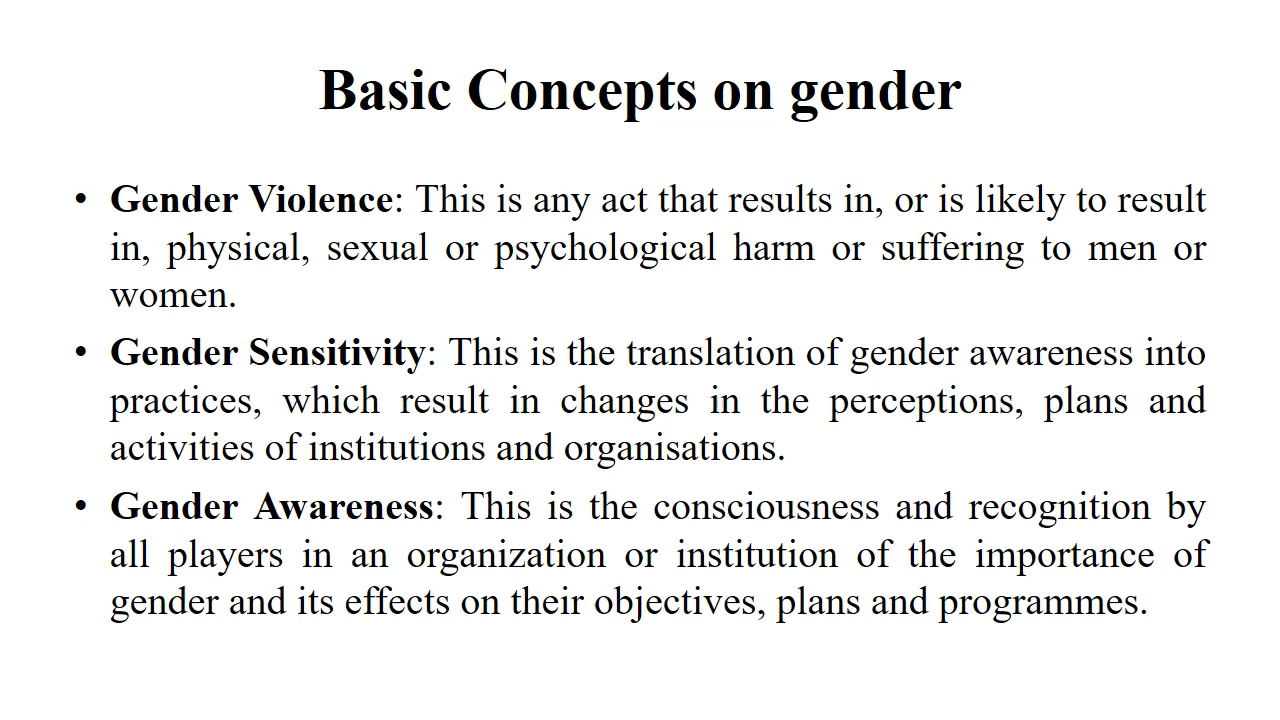 Basic Concepts on gender
• Gender Violence: This is any act that results in, or is likely to result
in, physical, sexual or psychological harm or suffering to men or
women.
• Gender Sensitivity: This is the translation of gender awareness into
practices, which result in changes in the perceptions, plans and
activities of institutions and organisations.
• Gender Awareness: This is the consciousness and recognition by
all players in an organization or institution of the importance of
gender and its effects on their objectives, plans and programmes.